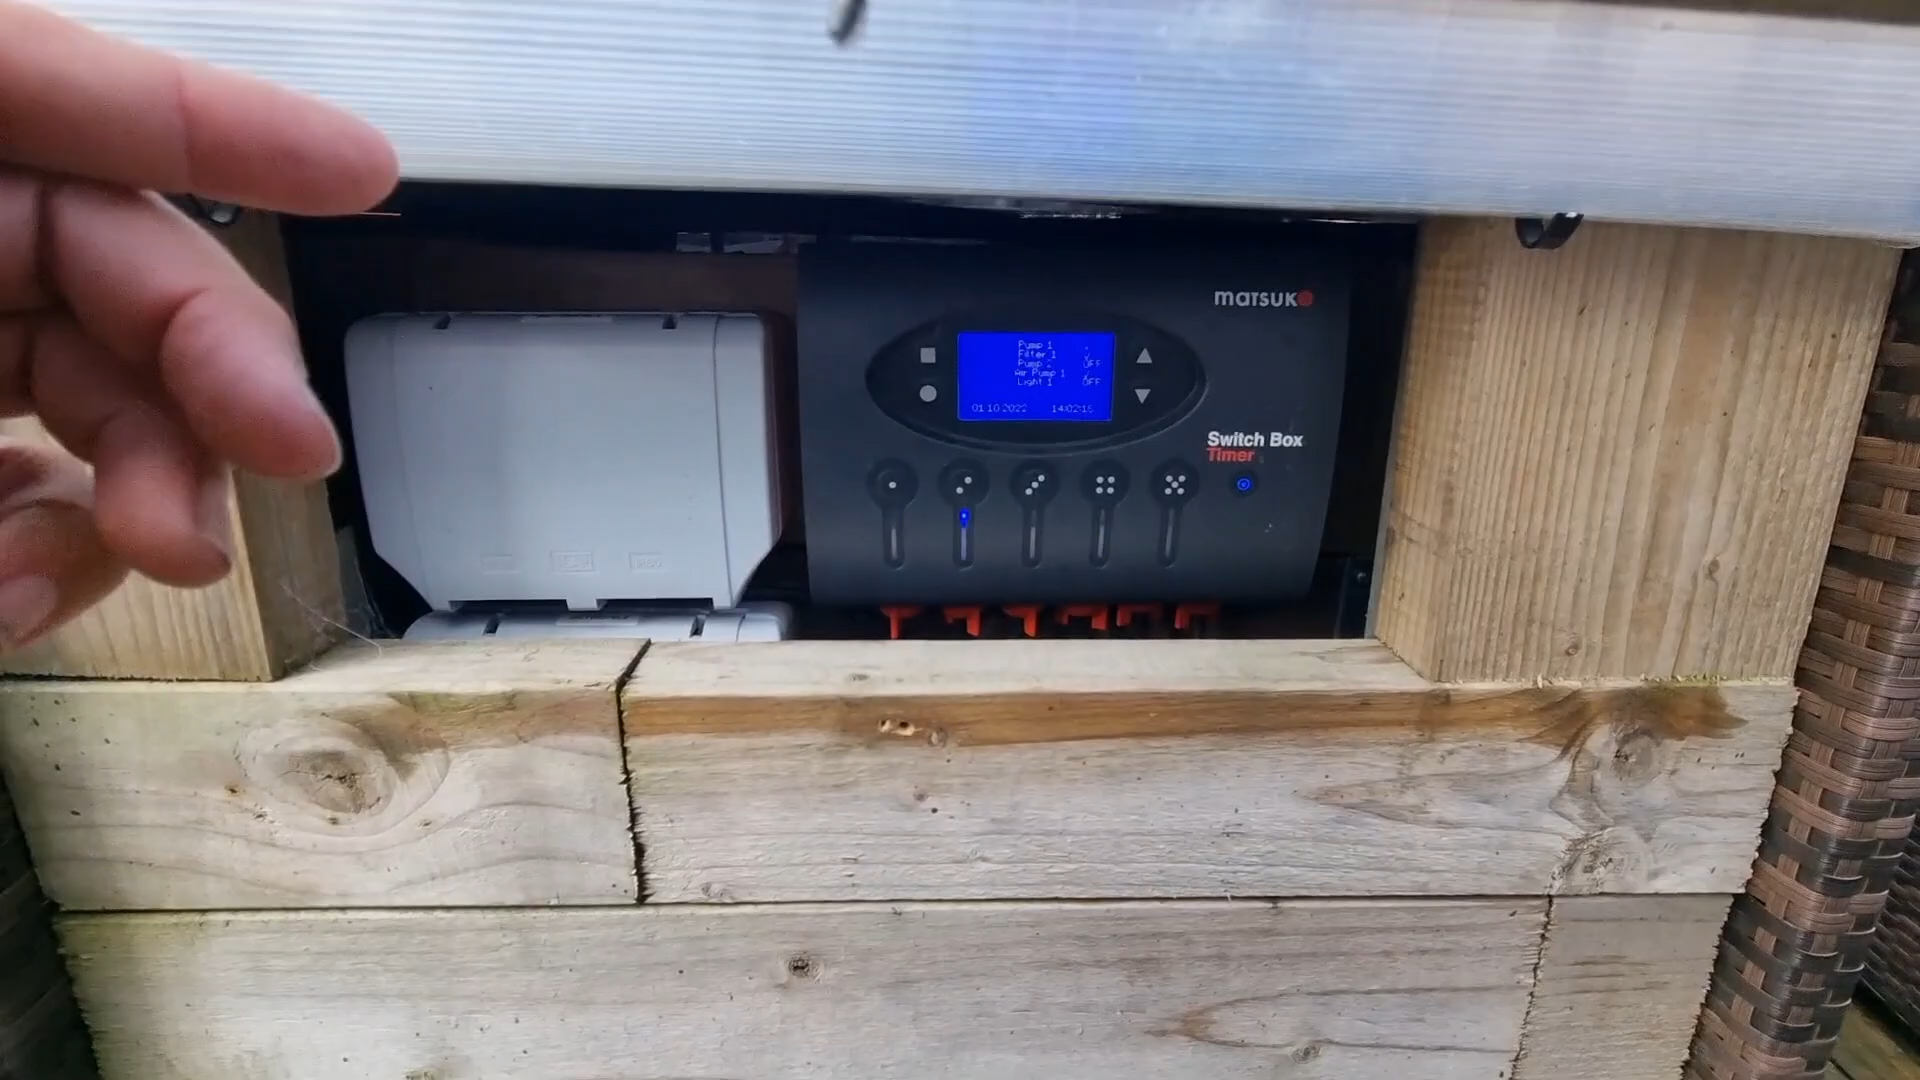 matsuko
Pump 1
Filter 1
Pump 2 OFF
Air Pump 1
Light 1 OFF
01.10.2022 14:02:16
Switch Box
Timer